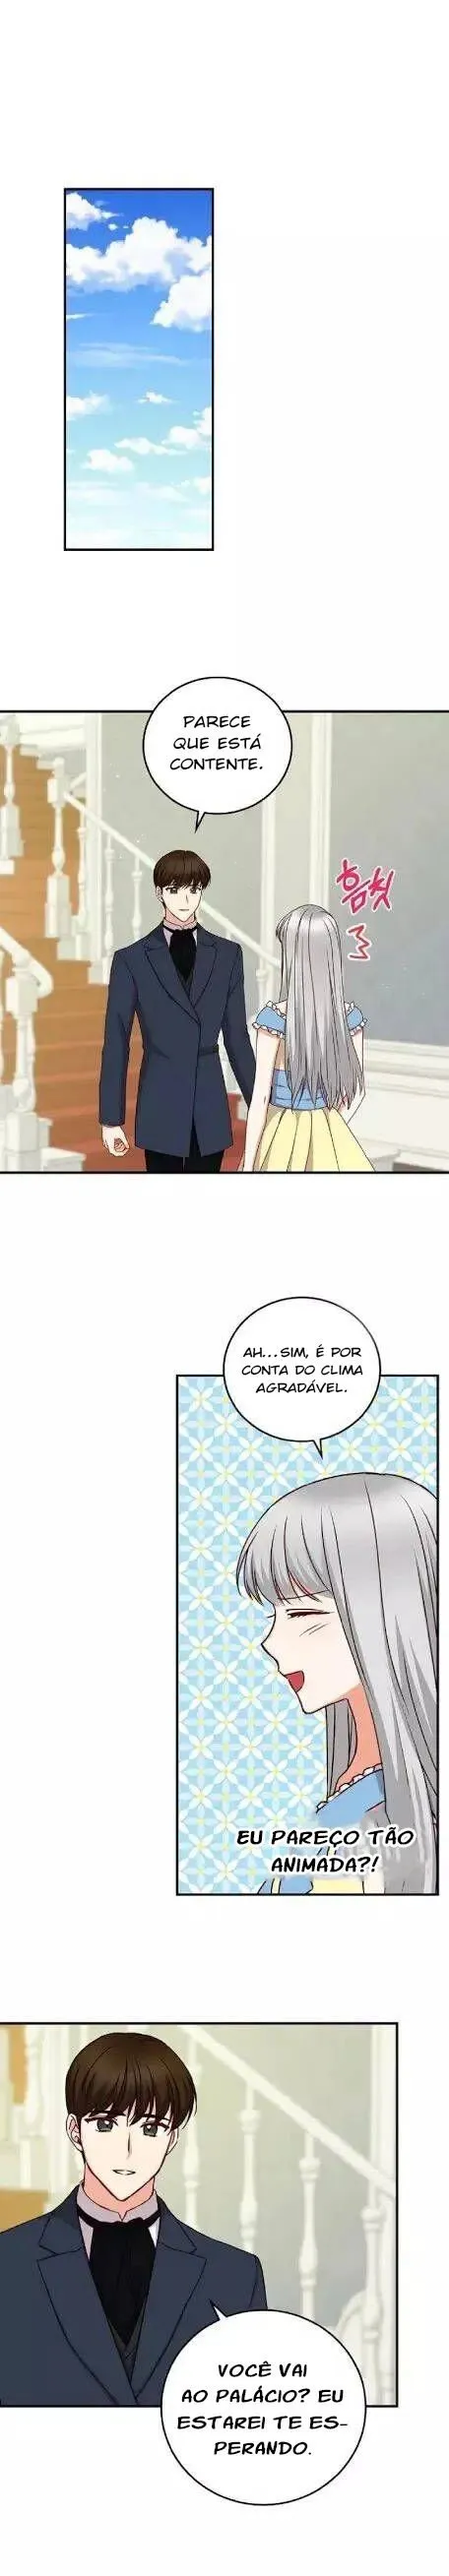 PARECE
QUE ESTÁ
CONTENTE.
흠칫
AH...SIM, É POR
CONTA DO CLIMA
AGRADÁVEL.
EU PAREÇO TÃO
ANIMADA?!
VOCÊ VAI
AO PALÁCIO? EU
ESTAREI TE ES-
PERANDO.